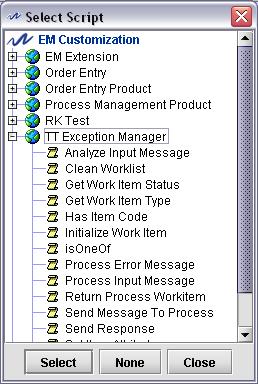 Select Script
EM Customization
EM Extension
Order Entry
Order Entry Product
Process Management Product
RK Test
TT Exception Manager
Analyze Input Message
Clean Worklist
Get Work Item Status
Get Work Item Type
Has Item Code
Initialize Work Item
isOneOf
Process Error Message
Process Input Message
Return Process Workitem
Send Message To Process
Send Response
Select
None
Close